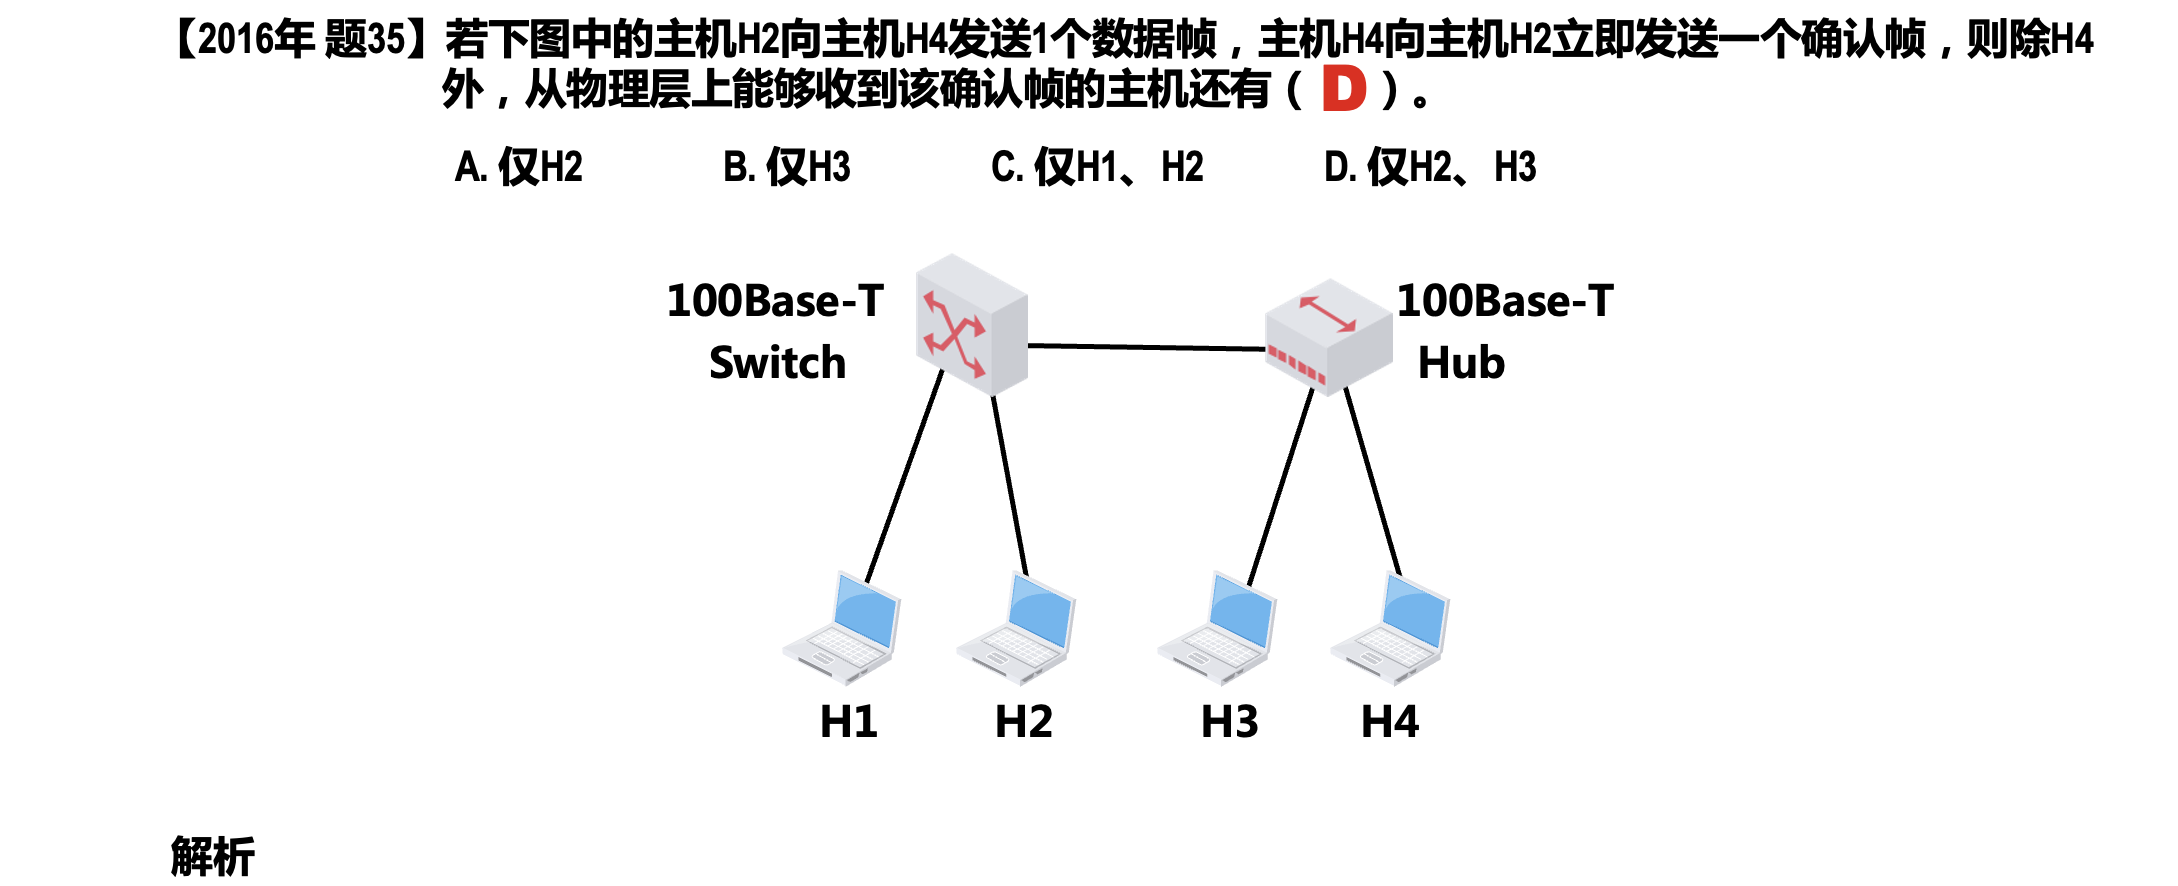 【2016年 题35】若下图中的主机H2向主机H4发送1个数据帧，主机H4向主机H2立即发送一个确认帧，则除H4
外，从物理层上能够收到该确认帧的主机还有（ D ）。
A. 仅H2 B. 仅H3 C. 仅H1、H2 D. 仅H2、H3
100Base-T 100Base-T
Switch Hub
H1 H2 H3 H4
解析